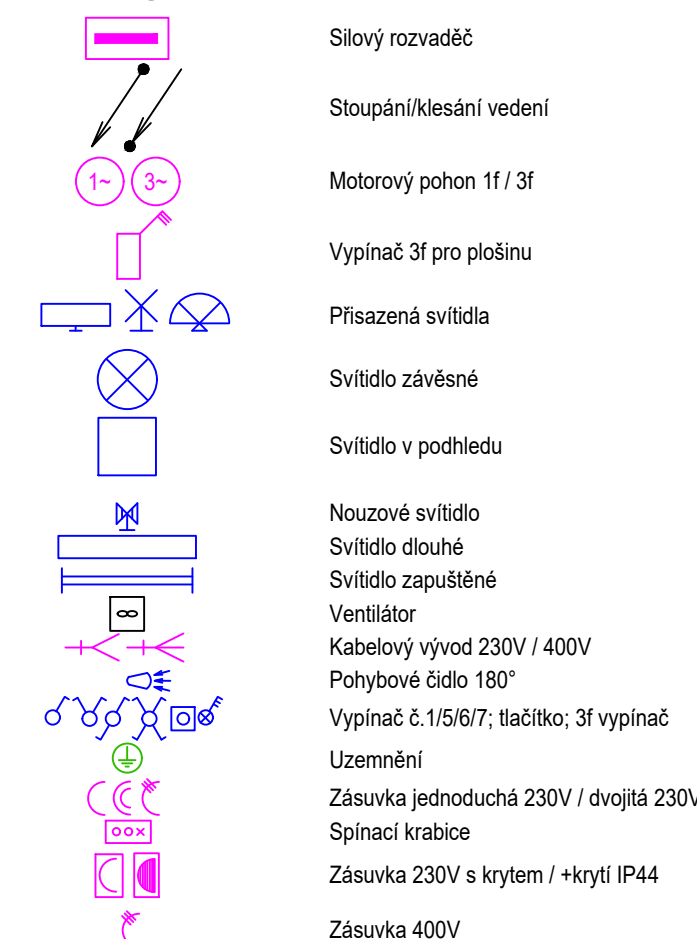 Silový rozvaděč
Stoupání/klesání vedení
1~ 3~ Motorový pohon 1f / 3f
Vypínač 3f pro plošinu
Přisazená svítidla
Svítidlo závěsné
Svítidlo v podhledu
Nouzové svítidlo
Svítidlo dlouhé
Svítidlo zapuštěné
Ventilátor
Kabelový vývod 230V / 400V
Pohybové čidlo 180°
Vypínač č.1/5/6/7; tlačítko; 3f vypínač
Uzemnění
Zásuvka jednoduchá 230V / dvojitá 230V
Spínací krabice
Zásuvka 230V s krytem / +krytí IP44
Zásuvka 400V